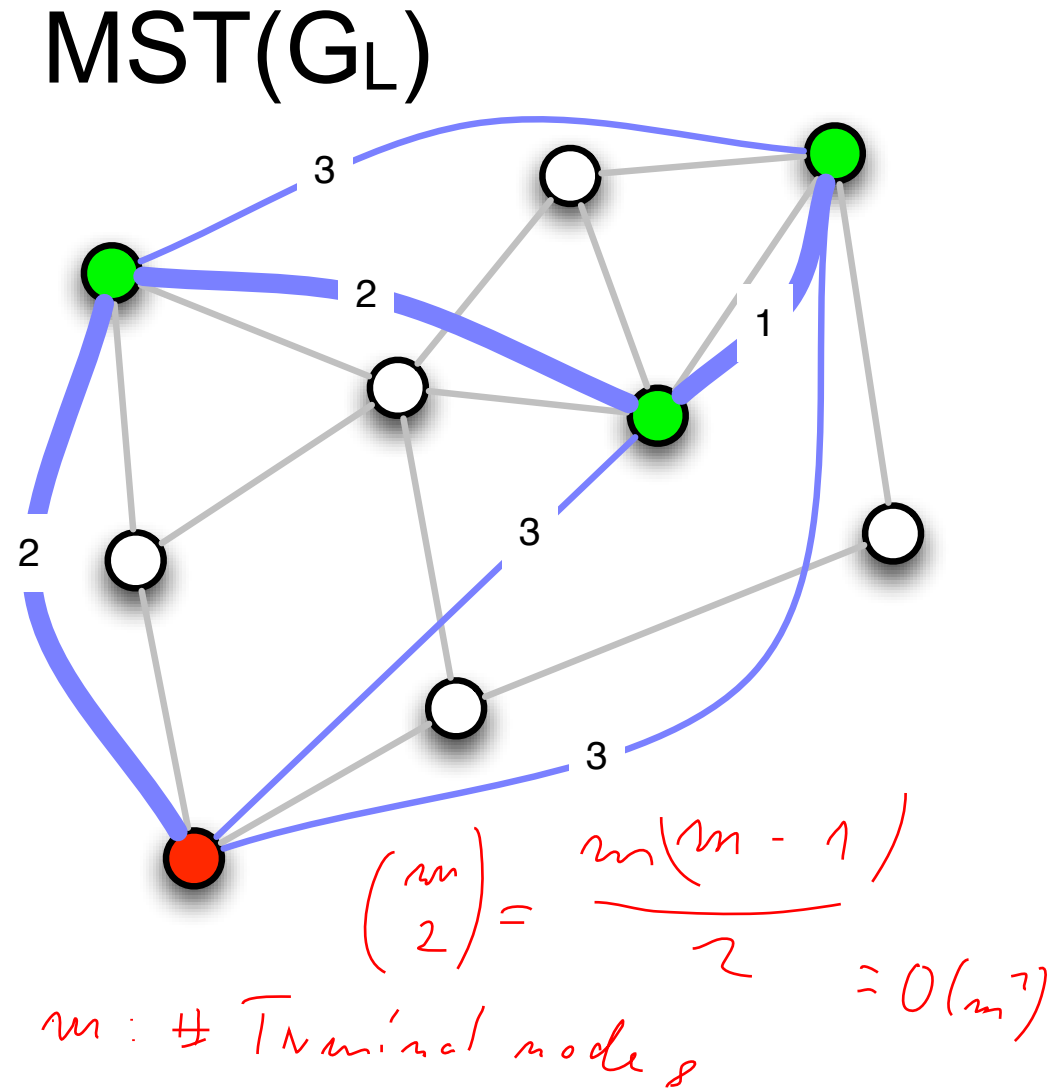 MST(GL)
3
2
1
2
3
3
(m 2) = m(m - 1) / 2 = O(m²)
m : # Terminal nodes